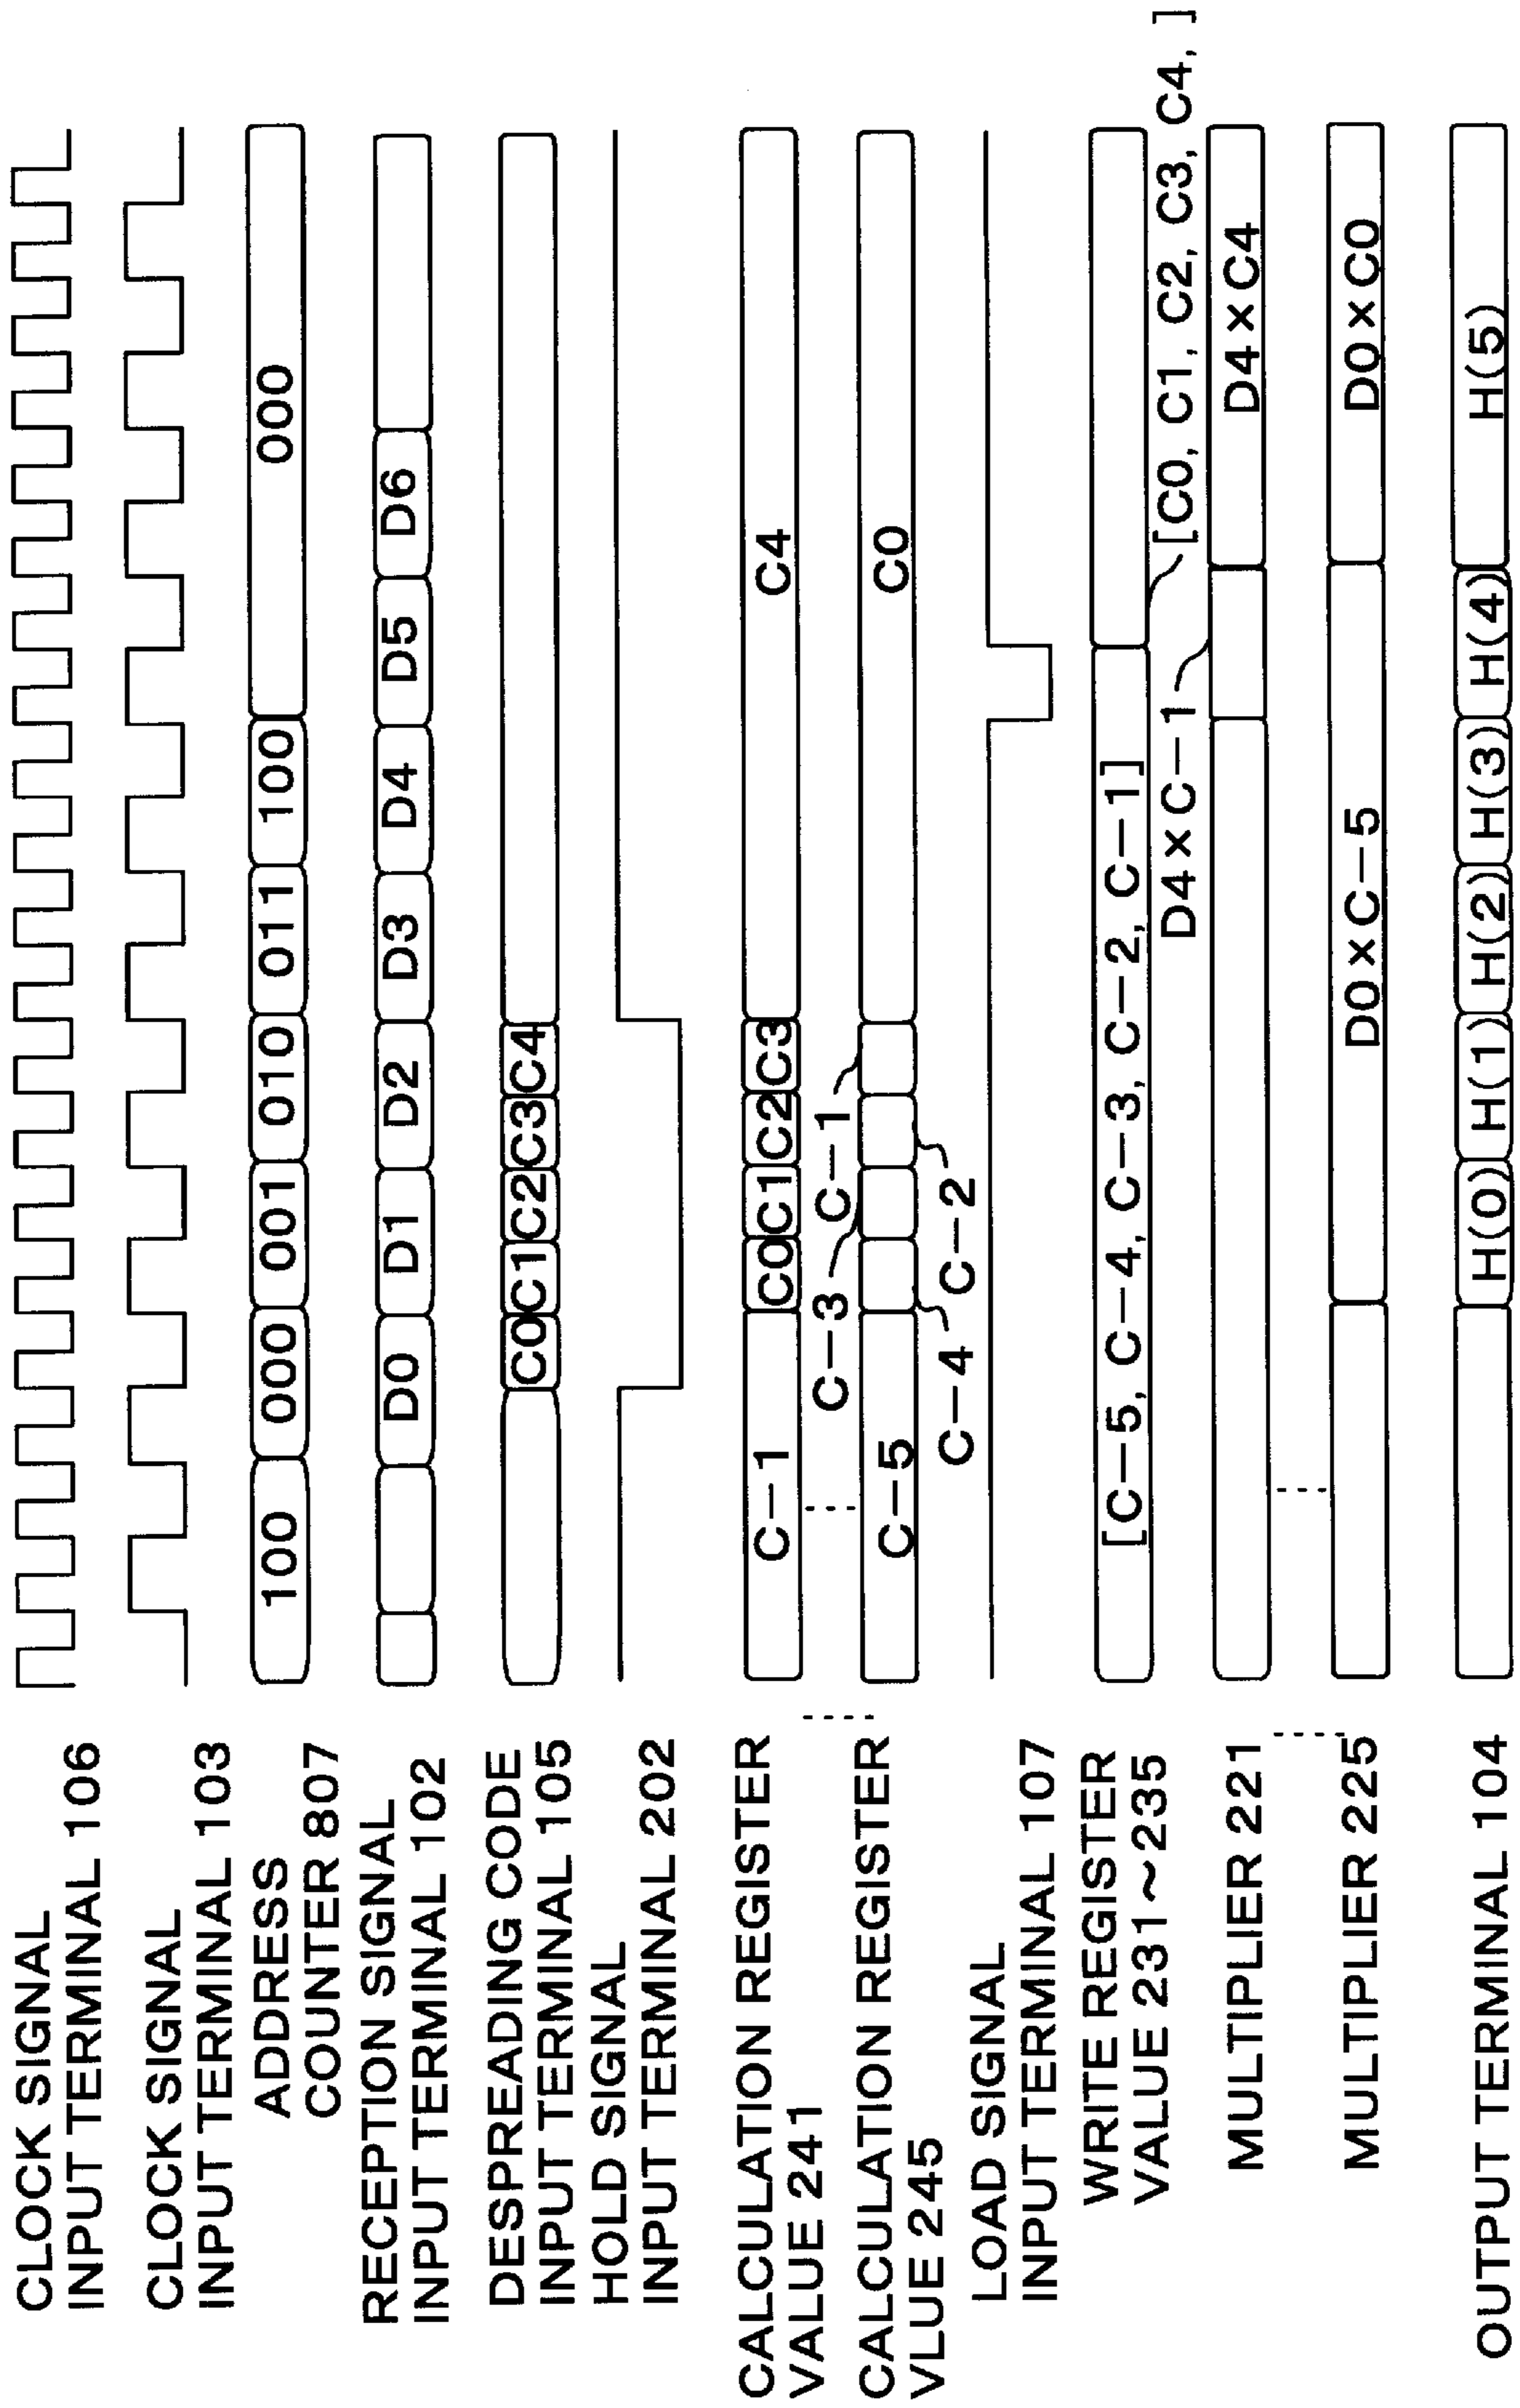 CLOCK SIGNAL
INPUT TERMINAL 106
CLOCK SIGNAL
INPUT TERMINAL 103
ADDRESS
COUNTER 807
100 000 001 010 011 100 000
RECEPTION SIGNAL
INPUT TERMINAL 102
D0 D1 D2 D3 D4 D5 D6
DESPREADING CODE
INPUT TERMINAL 105
C0 C1 C2 C3 C4
HOLD SIGNAL
INPUT TERMINAL 202
CALCULATION REGISTER
VALUE 241
C-1 C0 C1 C2 C3 C4
C-3 C-1
CALCULATION REGISTER
VLUE 245
C-5 C0
C-4 C-2
LOAD SIGNAL
INPUT TERMINAL 107
WRITE REGISTER
VALUE 231~235
[C-5, C-4, C-3, C-2, C-1]
D4×C-1 [C0, C1, C2, C3, C4, ]
MULTIPLIER 221
D4×C4
MULTIPLIER 225
D0×C-5 D0×C0
OUTPUT TERMINAL 104
H(0) H(1) H(2) H(3) H(4) H(5)